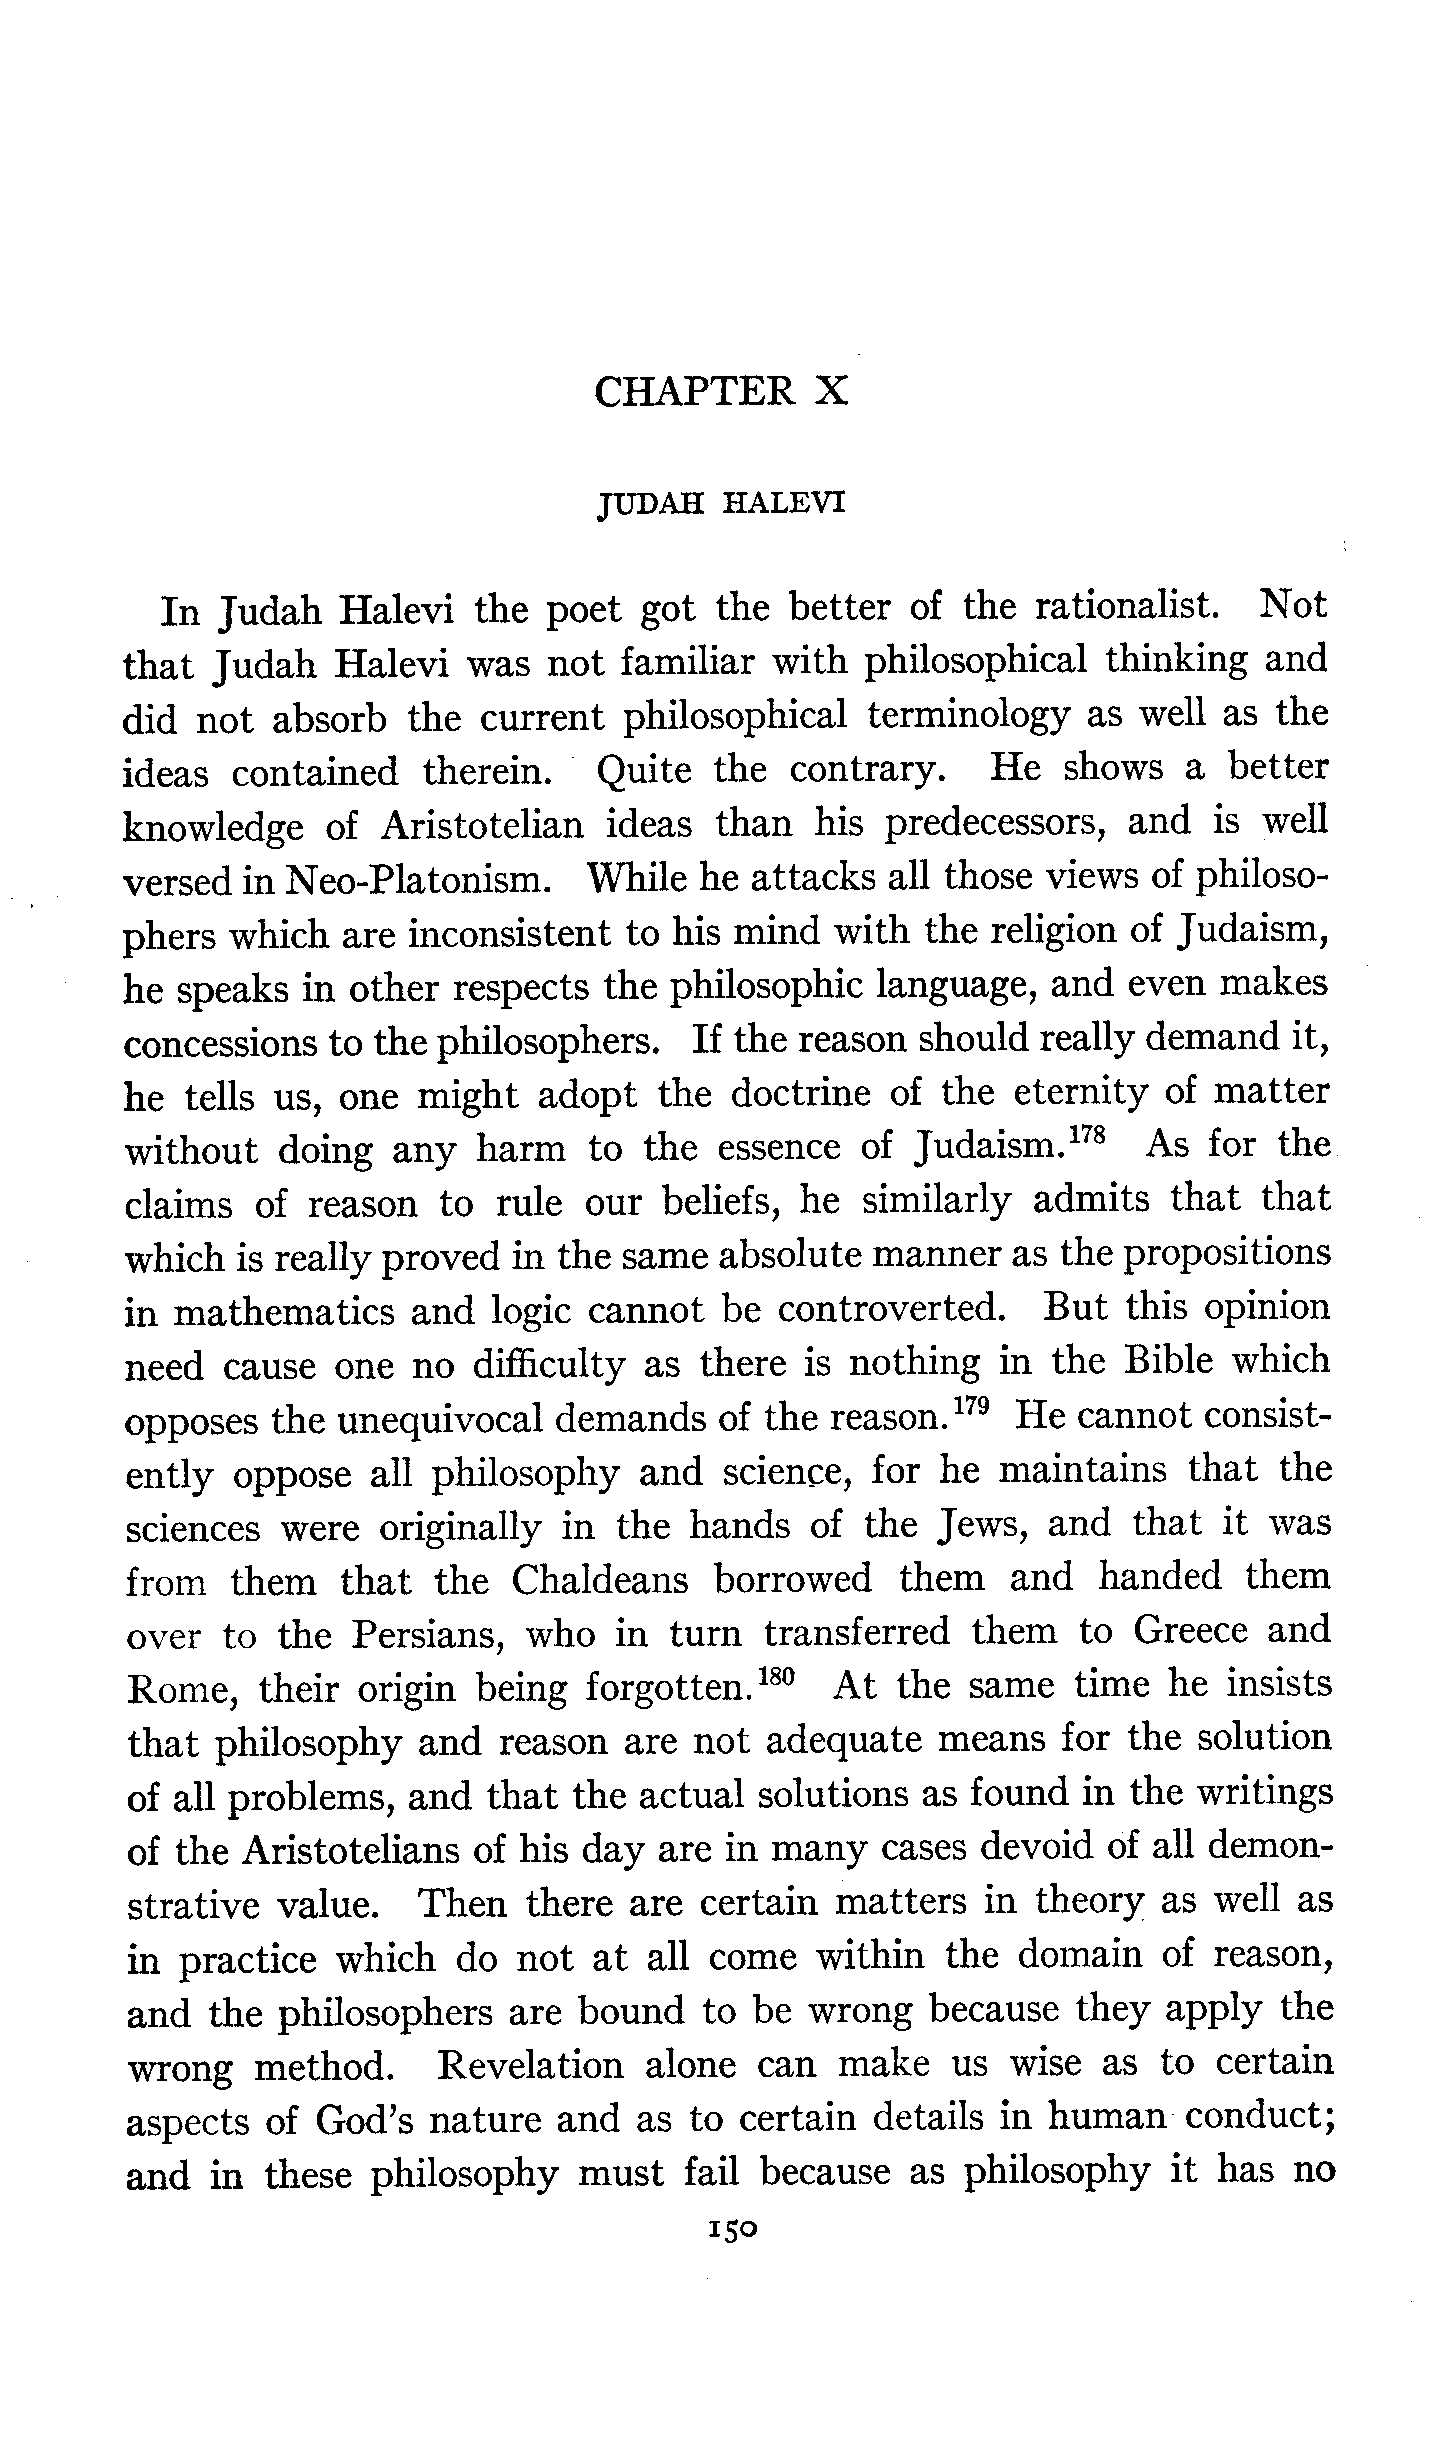 CHAPTER X
JUDAH HALEVI
In Judah Halevi the poet got the better of the rationalist. Not
that Judah Halevi was not familiar with philosophical thinking and
did not absorb the current philosophical terminology as well as the
ideas contained therein. Quite the contrary. He shows a better
knowledge of Aristotelian ideas than his predecessors, and is well
versed in Neo-Platonism. While he attacks all those views of philoso-
phers which are inconsistent to his mind with the religion of Judaism,
he speaks in other respects the philosophic language, and even makes
concessions to the philosophers. If the reason should really demand it,
he tells us, one might adopt the doctrine of the eternity of matter
without doing any harm to the essence of Judaism.¹⁷⁸ As for the
claims of reason to rule our beliefs, he similarly admits that that
which is really proved in the same absolute manner as the propositions
in mathematics and logic cannot be controverted. But this opinion
need cause one no difficulty as there is nothing in the Bible which
opposes the unequivocal demands of the reason.¹⁷⁹ He cannot consist-
ently oppose all philosophy and science, for he maintains that the
sciences were originally in the hands of the Jews, and that it was
from them that the Chaldeans borrowed them and handed them
over to the Persians, who in turn transferred them to Greece and
Rome, their origin being forgotten.¹⁸⁰ At the same time he insists
that philosophy and reason are not adequate means for the solution
of all problems, and that the actual solutions as found in the writings
of the Aristotelians of his day are in many cases devoid of all demon-
strative value. Then there are certain matters in theory as well as
in practice which do not at all come within the domain of reason,
and the philosophers are bound to be wrong because they apply the
wrong method. Revelation alone can make us wise as to certain
aspects of God's nature and as to certain details in human conduct;
and in these philosophy must fail because as philosophy it has no
150